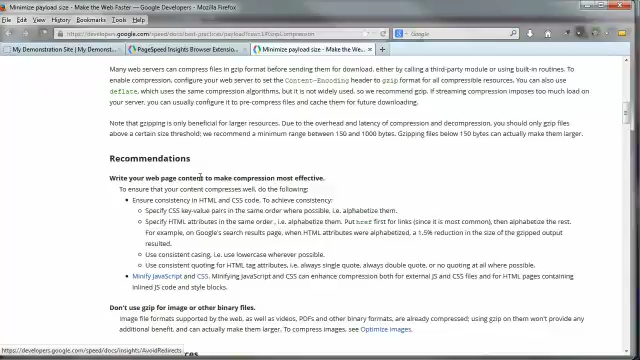 Minimize payload size - Make the Web Faster — Google Developers - Mozilla Firefox
File Edit View History Bookmarks Tools Help
https://developers.google.com/speed/docs/best-practices/payload?csw=1#GzipCompression
Google
My Demonstration Site | My Demonst...
PageSpeed Insights Browser Extensio...
Minimize payload size - Make the We...
Many web servers can compress files in gzip format before sending them for download, either by calling a third-party module or using built-in routines. To
enable compression, configure your web server to set the Content-Encoding header to gzip format for all compressible resources. You can also use
deflate, which uses the same compression algorithms, but it is not widely used, so we recommend gzip. If streaming compression imposes too much load
on your server, you can usually configure it to pre-compress files and cache them for future downloading.
Note that gzipping is only beneficial for larger resources. Due to the overhead and latency of compression and decompression, you should only gzip files
above a certain size threshold; we recommend a minimum range between 150 and 1000 bytes. Gzipping files below 150 bytes can actually make them larger.
Recommendations
Write your web page content to make compression most effective.
To ensure that your content compresses well, do the following:
• Ensure consistency in HTML and CSS code. To achieve consistency:
○ Specify CSS key-value pairs in the same order where possible, i.e. alphabetize them.
○ Specify HTML attributes in the same order , i.e. alphabetize them. Put href first for links (since it is most common), then alphabetize the rest.
For example, on Google's search results page, when HTML attributes were alphabetized, a 1.5% reduction in the size of the gzipped output
resulted.
○ Use consistent casing, i.e. use lowercase wherever possible.
○ Use consistent quoting for HTML tag attributes, i.e. always single quote, always double quote, or no quoting at all where possible.
• Minify JavaScript and CSS. Minifying JavaScript and CSS can enhance compression both for external JS and CSS files and for HTML pages containing
inlined JS code and style blocks.
Don't use gzip for image or other binary files.
Image file formats supported by the web, as well as videos, PDFs and other binary formats, are already compressed; using gzip on them won't provide any
additional benefit, and can actually make them larger. To compress images, see Optimize images.
https://developers.google.com/speed/docs/insights/AvoidRedirects